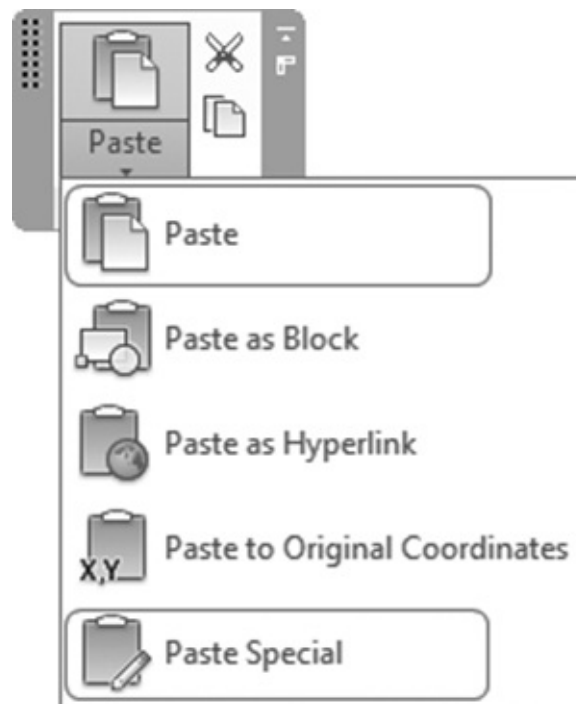 Paste
Paste
Paste as Block
Paste as Hyperlink
X,Y
Paste to Original Coordinates
Paste Special